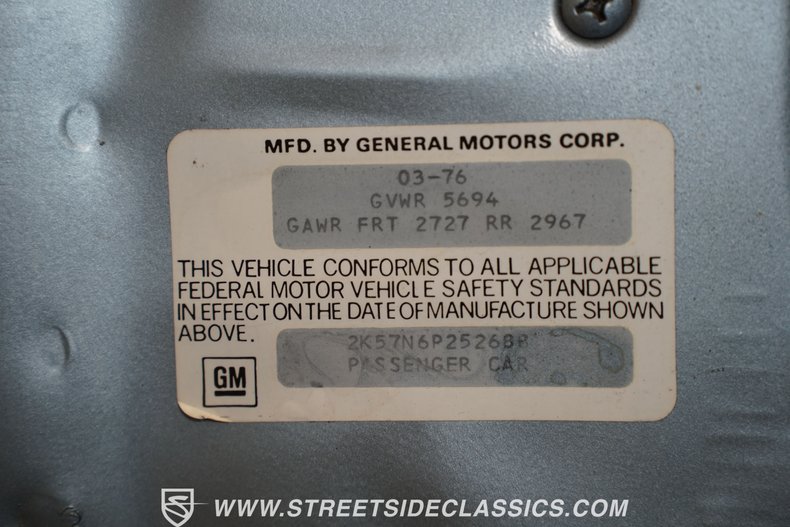 MFD. BY GENERAL MOTORS CORP.
03-76
GVWR 5694
GAWR FRT 2727 RR 2967
THIS VEHICLE CONFORMS TO ALL APPLICABLE
FEDERAL MOTOR VEHICLE SAFETY STANDARDS
IN EFFECT ON THE DATE OF MANUFACTURE SHOWN
ABOVE.
PASSENGER CAR
GM
WWW.STREETSIDECLASSICS.COM